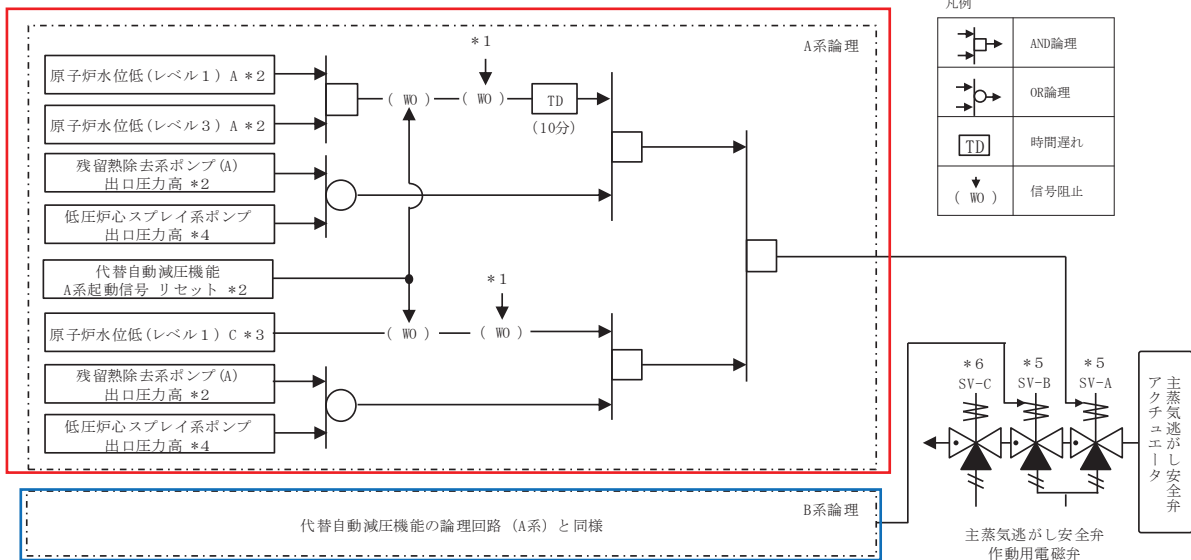 凡例
AND論理
OR論理
TD
時間遅れ
( WO )
信号阻止
A系論理
*1
原子炉水位低(レベル1) A *2
( WO )
( WO )
TD
(10分)
原子炉水位低(レベル3) A *2
残留熱除去系ポンプ(A)
出口圧力高 *2
低圧炉心スプレイ系ポンプ
出口圧力高 *4
代替自動減圧機能
A系起動信号 リセット *2
*1
原子炉水位低(レベル1) C *3
( WO )
( WO )
残留熱除去系ポンプ(A)
出口圧力高 *2
低圧炉心スプレイ系ポンプ
出口圧力高 *4
*6
SV-C
*5
SV-B
*5
SV-A
主蒸気逃がし安全弁
アクチュエータ
主蒸気逃がし安全弁
作動用電磁弁
B系論理
代替自動減圧機能の論理回路 (A系) と同様